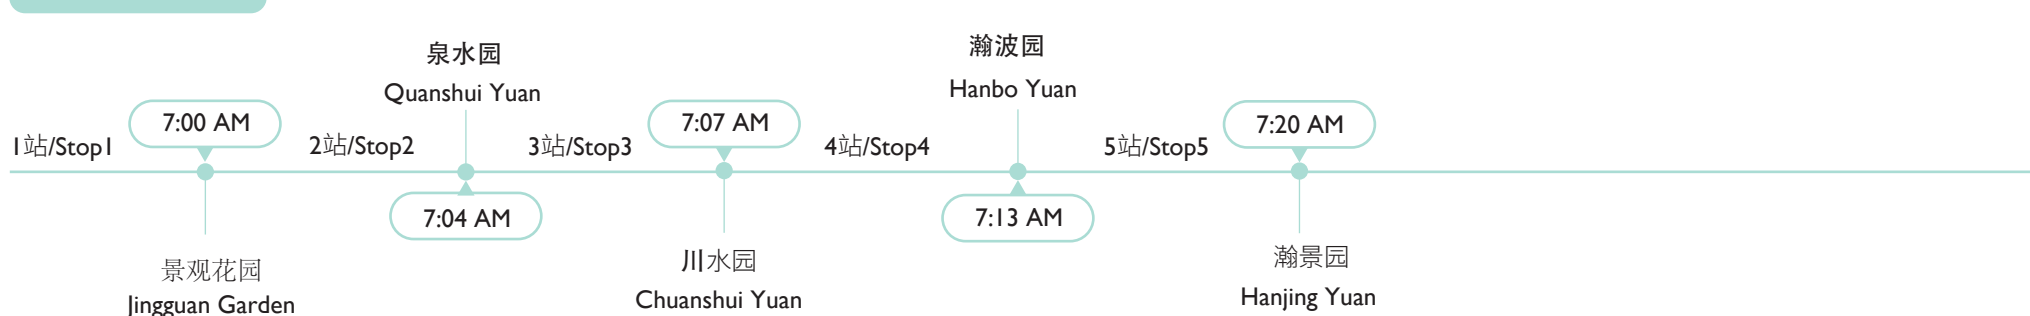 1站/Stop1
7:00 AM
景观花园
Jingguan Garden
2站/Stop2
泉水园
Quanshui Yuan
7:04 AM
3站/Stop3
7:07 AM
川水园
Chuanshui Yuan
4站/Stop4
瀚波园
Hanbo Yuan
7:13 AM
5站/Stop5
7:20 AM
瀚景园
Hanjing Yuan